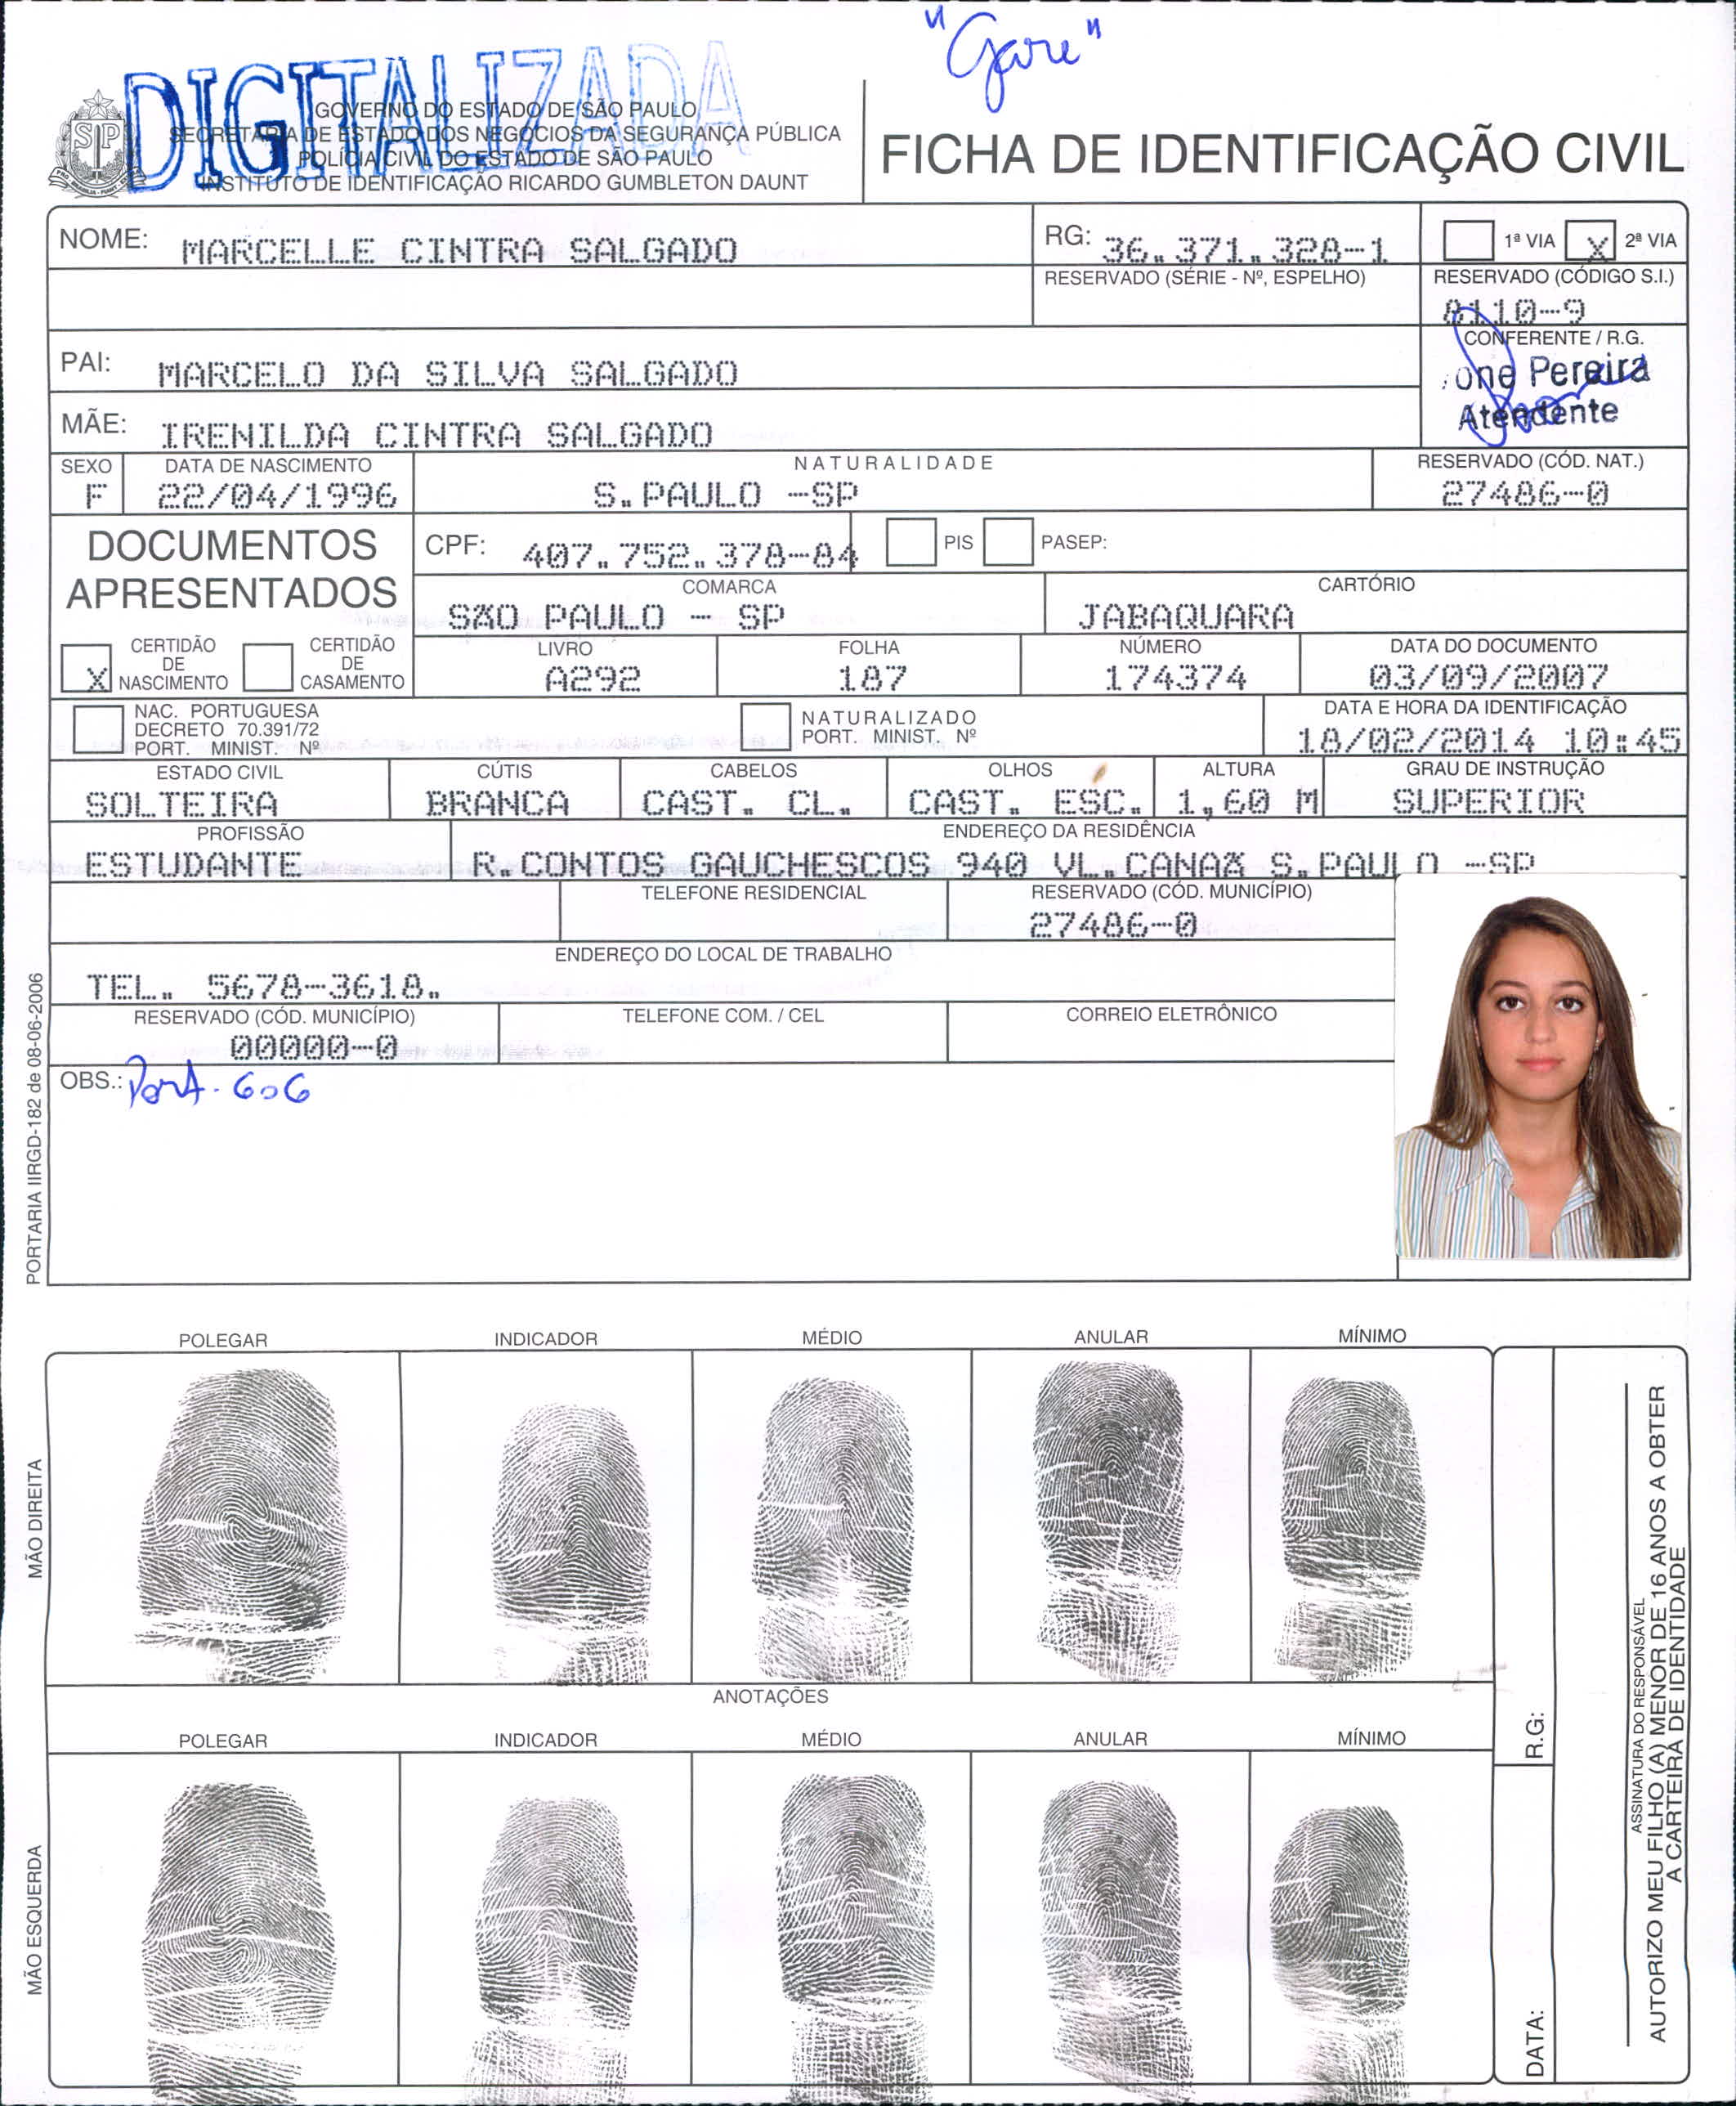 "Gare"
DIGITALIZADA
GOVERNO DO ESTADO DE SÃO PAULO
SECRETARIA DE ESTADO DOS NEGÓCIOS DA SEGURANÇA PÚBLICA
POLÍCIA CIVIL DO ESTADO DE SÃO PAULO
INSTITUTO DE IDENTIFICAÇÃO RICARDO GUMBLETON DAUNT
FICHA DE IDENTIFICAÇÃO CIVIL
NOME: MARCELLE CINTRA SALGADO
RG: 36.371.328-1
1ª VIA X 2ª VIA
RESERVADO (SÉRIE - Nº, ESPELHO)
RESERVADO (CÓDIGO S.I.)
8110-9
PAI: MARCELO DA SILVA SALGADO
CONFERENTE / R.G.
one Pereira
Atendente
MÃE: IRENILDA CINTRA SALGADO
SEXO DATA DE NASCIMENTO NATURALIDADE RESERVADO (CÓD. NAT.)
F 22/04/1996 S.PAULO -SP 27486-0
DOCUMENTOS
APRESENTADOS
CPF: 407.752.378-84 PIS PASEP:
COMARCA CARTÓRIO
SÃO PAULO - SP JABAQUARA
X CERTIDÃO
DE
NASCIMENTO
CERTIDÃO
DE
CASAMENTO
LIVRO FOLHA NÚMERO DATA DO DOCUMENTO
A292 187 174374 03/09/2007
NAC. PORTUGUESA
DECRETO 70.391/72
PORT. MINIST. Nº
NATURALIZADO
PORT. MINIST. Nº
DATA E HORA DA IDENTIFICAÇÃO
18/02/2014 10:45
ESTADO CIVIL CÚTIS CABELOS OLHOS ALTURA GRAU DE INSTRUÇÃO
SOLTEIRA BRANCA CAST. CL. CAST. ESC. 1,60 M SUPERIOR
PROFISSÃO ENDEREÇO DA RESIDÊNCIA
ESTUDANTE R.CONTOS GAUCHESCOS 940 VL.CANAÃ S.PAULO -SP
TELEFONE RESIDENCIAL RESERVADO (CÓD. MUNICÍPIO)
27486-0
ENDEREÇO DO LOCAL DE TRABALHO
TEL. 5678-3618.
RESERVADO (CÓD. MUNICÍPIO) TELEFONE COM. / CEL CORREIO ELETRÔNICO
00000-0
OBS.: Port. 606
PORTARIA IIRGD-182 de 08-06-2006
POLEGAR INDICADOR MÉDIO ANULAR MÍNIMO
MÃO DIREITA
ANOTAÇÕES
POLEGAR INDICADOR MÉDIO ANULAR MÍNIMO
MÃO ESQUERDA
R.G:
DATA:
ASSINATURA DO RESPONSÁVEL
AUTORIZO MEU FILHO (A) MENOR DE 16 ANOS A OBTER
A CARTEIRA DE IDENTIDADE